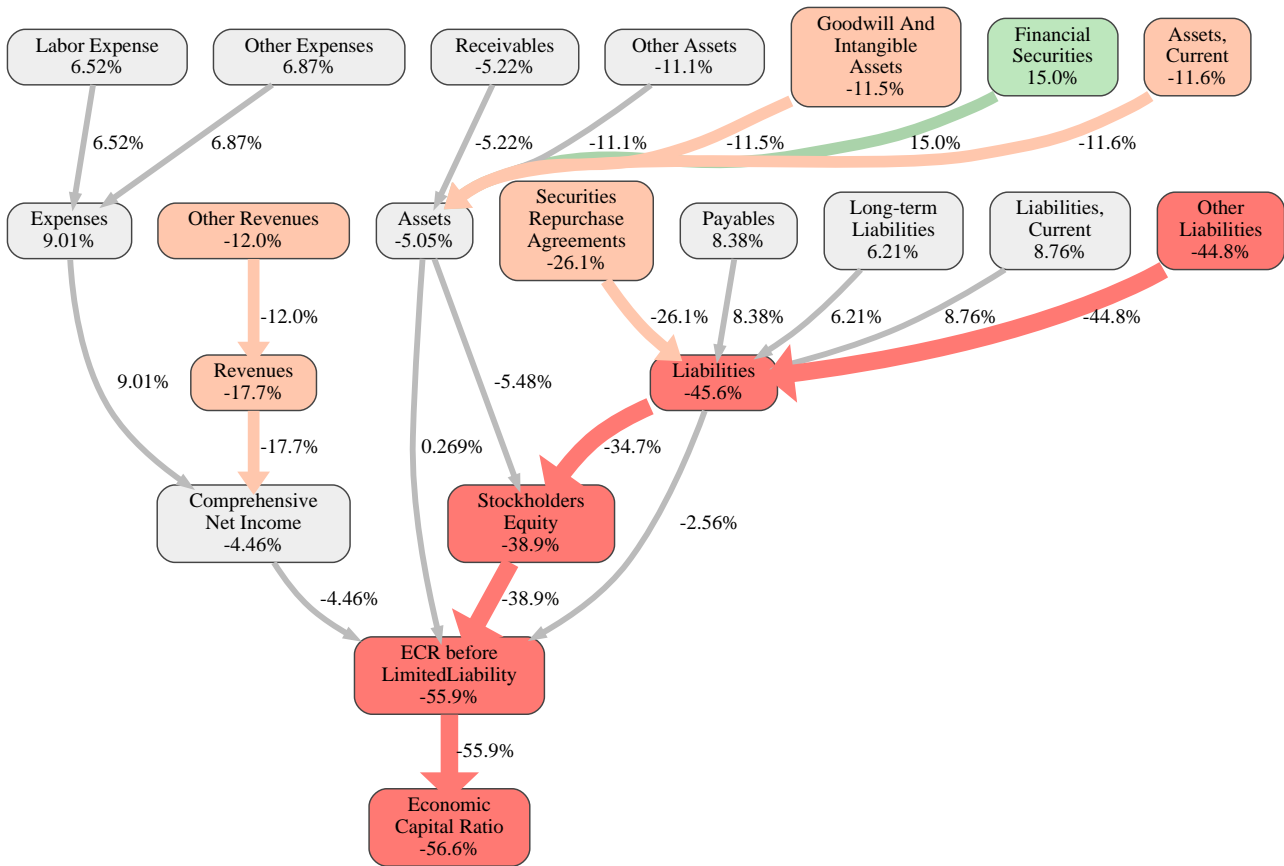 Labor Expense
6.52%
Other Expenses
6.87%
Receivables
-5.22%
Other Assets
-11.1%
Goodwill And
Intangible
Assets
-11.5%
Financial
Securities
15.0%
Assets,
Current
-11.6%
6.52%
6.87%
-5.22%
-11.1%
-11.5%
15.0%
-11.6%
Expenses
9.01%
Other Revenues
-12.0%
Assets
-5.05%
Securities
Repurchase
Agreements
-26.1%
Payables
8.38%
Long-term
Liabilities
6.21%
Liabilities,
Current
8.76%
Other
Liabilities
-44.8%
-12.0%
-26.1%
8.38%
6.21%
8.76%
-44.8%
9.01%
Revenues
-17.7%
-5.48%
Liabilities
-45.6%
-17.7%
0.269%
-34.7%
-2.56%
Comprehensive
Net Income
-4.46%
Stockholders
Equity
-38.9%
-4.46%
-38.9%
ECR before
LimitedLiability
-55.9%
-55.9%
Economic
Capital Ratio
-56.6%